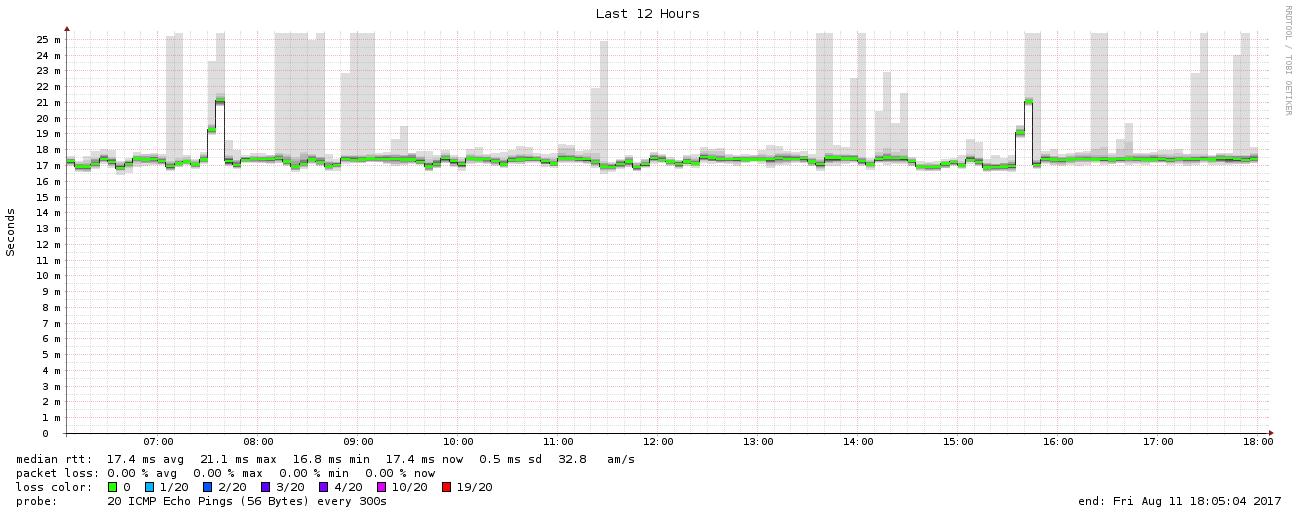 Last 12 Hours
RRDTOOL / TOBI OETIKER
Seconds
25 m
24 m
23 m
22 m
21 m
20 m
19 m
18 m
17 m
16 m
15 m
14 m
13 m
12 m
11 m
10 m
9 m
8 m
7 m
6 m
5 m
4 m
3 m
2 m
1 m
0
07:00 08:00 09:00 10:00 11:00 12:00 13:00 14:00 15:00 16:00 17:00 18:00
median rtt: 17.4 ms avg 21.1 ms max 16.8 ms min 17.4 ms now 0.5 ms sd 32.8 am/s
packet loss: 0.00 % avg 0.00 % max 0.00 % min 0.00 % now
loss color: 0 1/20 2/20 3/20 4/20 10/20 19/20
probe: 20 ICMP Echo Pings (56 Bytes) every 300s end: Fri Aug 11 18:05:04 2017